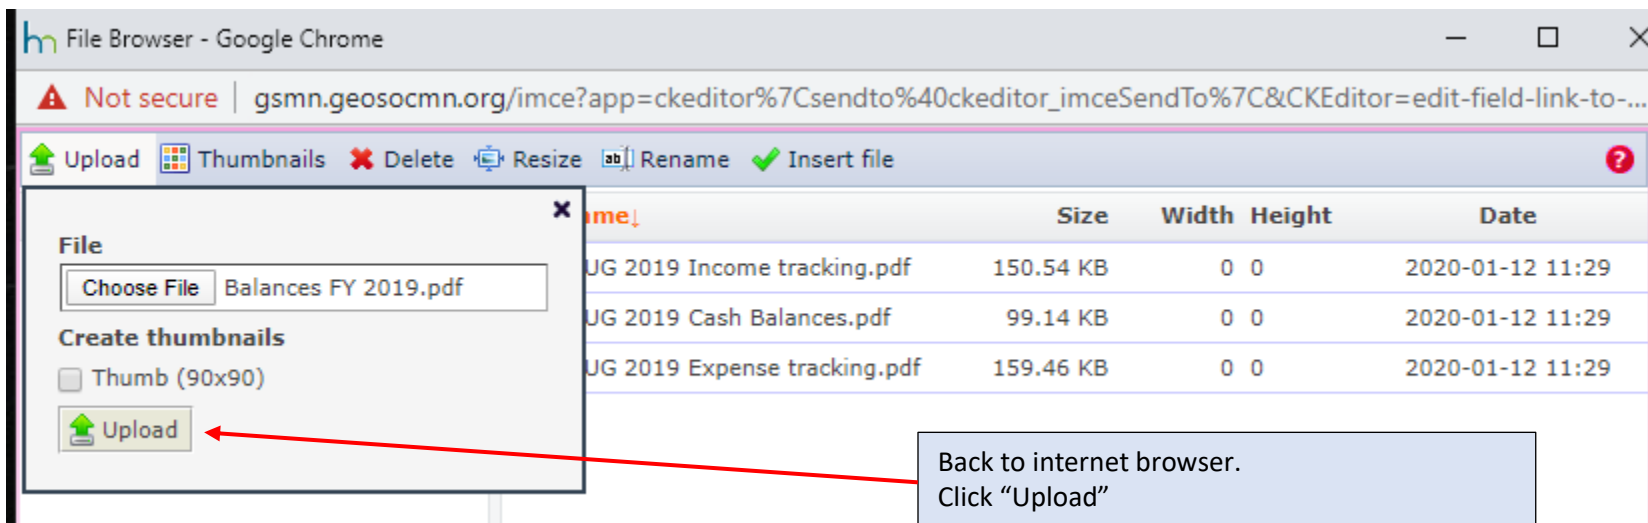 File Browser - Google Chrome
Not secure | gsmn.geosocmn.org/imce?app=ckeditor%7Csendto%40ckeditor_imceSendTo%7C&CKEditor=edit-field-link-to-...
Upload Thumbnails Delete Resize Rename Insert file
ame↓ Size Width Height Date
File
Choose File Balances FY 2019.pdf
Create thumbnails
Thumb (90x90)
Upload
UG 2019 Income tracking.pdf 150.54 KB 0 0 2020-01-12 11:29
UG 2019 Cash Balances.pdf 99.14 KB 0 0 2020-01-12 11:29
UG 2019 Expense tracking.pdf 159.46 KB 0 0 2020-01-12 11:29
Back to internet browser.
Click “Upload”